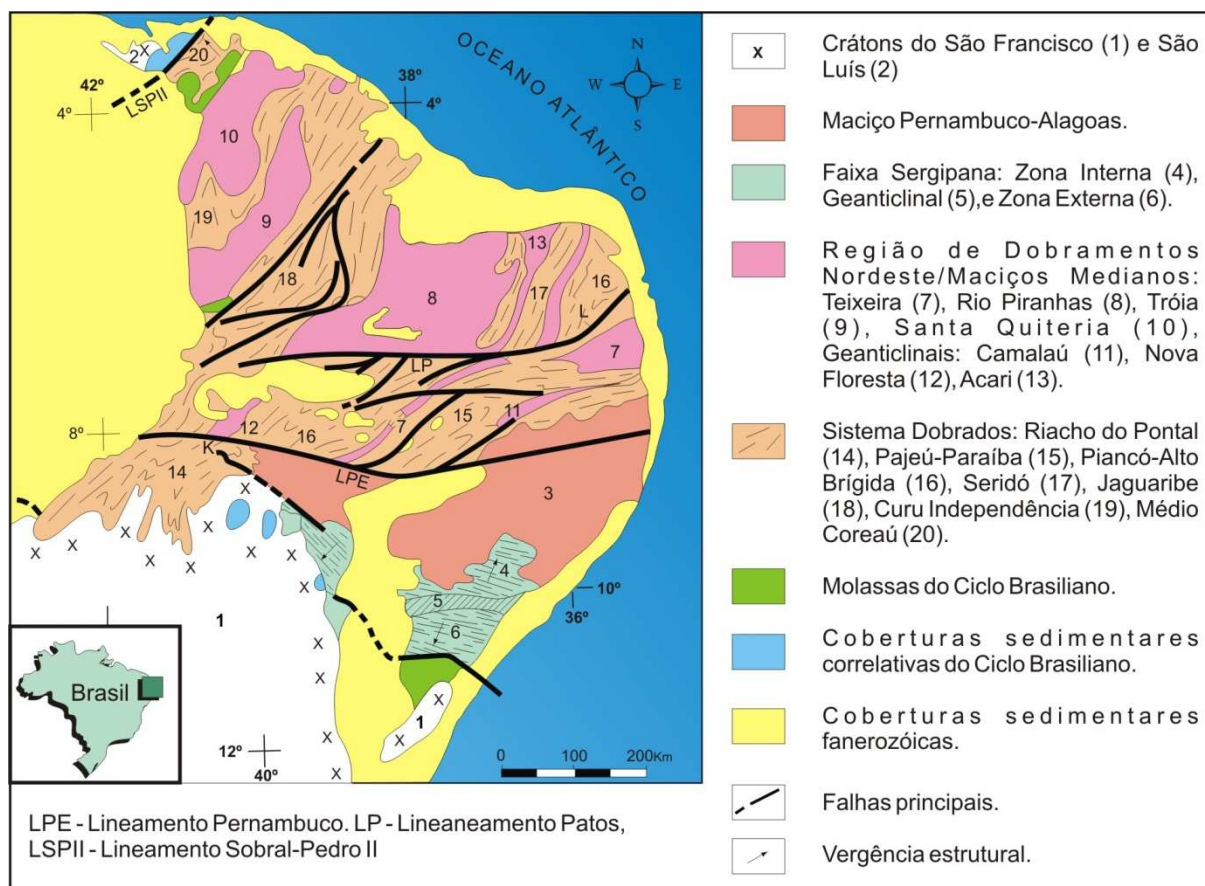 OCEANO ATLÂNTICO
N
W E
S
2 X
20
42º
4º
LSPII
38º
4º
10
19
9
18
8
13
17
16
L
7
LP
12
16
7
15
11
8º
K
14
LPE
3
X
X X X X X X X X
X
X
X
X
X
X
X
1
4
5
6
10º
36º
X
1
X
12º
40º
0 100 200Km
Brasil
LPE - Lineamento Pernambuco. LP - Lineaneamento Patos,
LSPII - Lineamento Sobral-Pedro II
X
Crátons do São Francisco (1) e São
Luís (2)
Maciço Pernambuco-Alagoas.
Faixa Sergipana: Zona Interna (4),
Geanticlinal (5),e Zona Externa (6).
Região de Dobramentos
Nordeste/Maciços Medianos:
Teixeira (7), Rio Piranhas (8), Tróia
(9), Santa Quiteria (10),
Geanticlinais: Camalaú (11), Nova
Floresta (12), Acari (13).
Sistema Dobrados: Riacho do Pontal
(14), Pajeú-Paraíba (15), Piancó-Alto
Brígida (16), Seridó (17), Jaguaribe
(18), Curu Independência (19), Médio
Coreaú (20).
Molassas do Ciclo Brasiliano.
Coberturas sedimentares
correlativas do Ciclo Brasiliano.
Coberturas sedimentares
fanerozóicas.
Falhas principais.
Vergência estrutural.